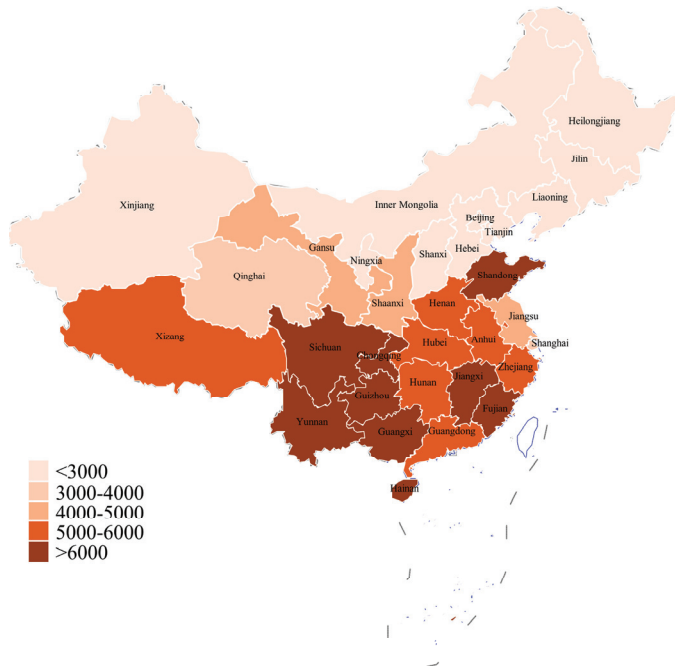 Heilongjiang
Jilin
Liaoning
Xinjiang
Inner Mongolia
Beijing
Tianjin
Gansu
Ningxia
Shanxi
Hebei
Qinghai
Shandong
Shaanxi
Henan
Jiangsu
Xizang
Sichuan
Hubei
Anhui
Shanghai
Chongqing
Zhejiang
Hunan
Jiangxi
Guizhou
Fujian
Yunnan
Guangxi
Guangdong
Hainan
<3000
3000-4000
4000-5000
5000-6000
>6000